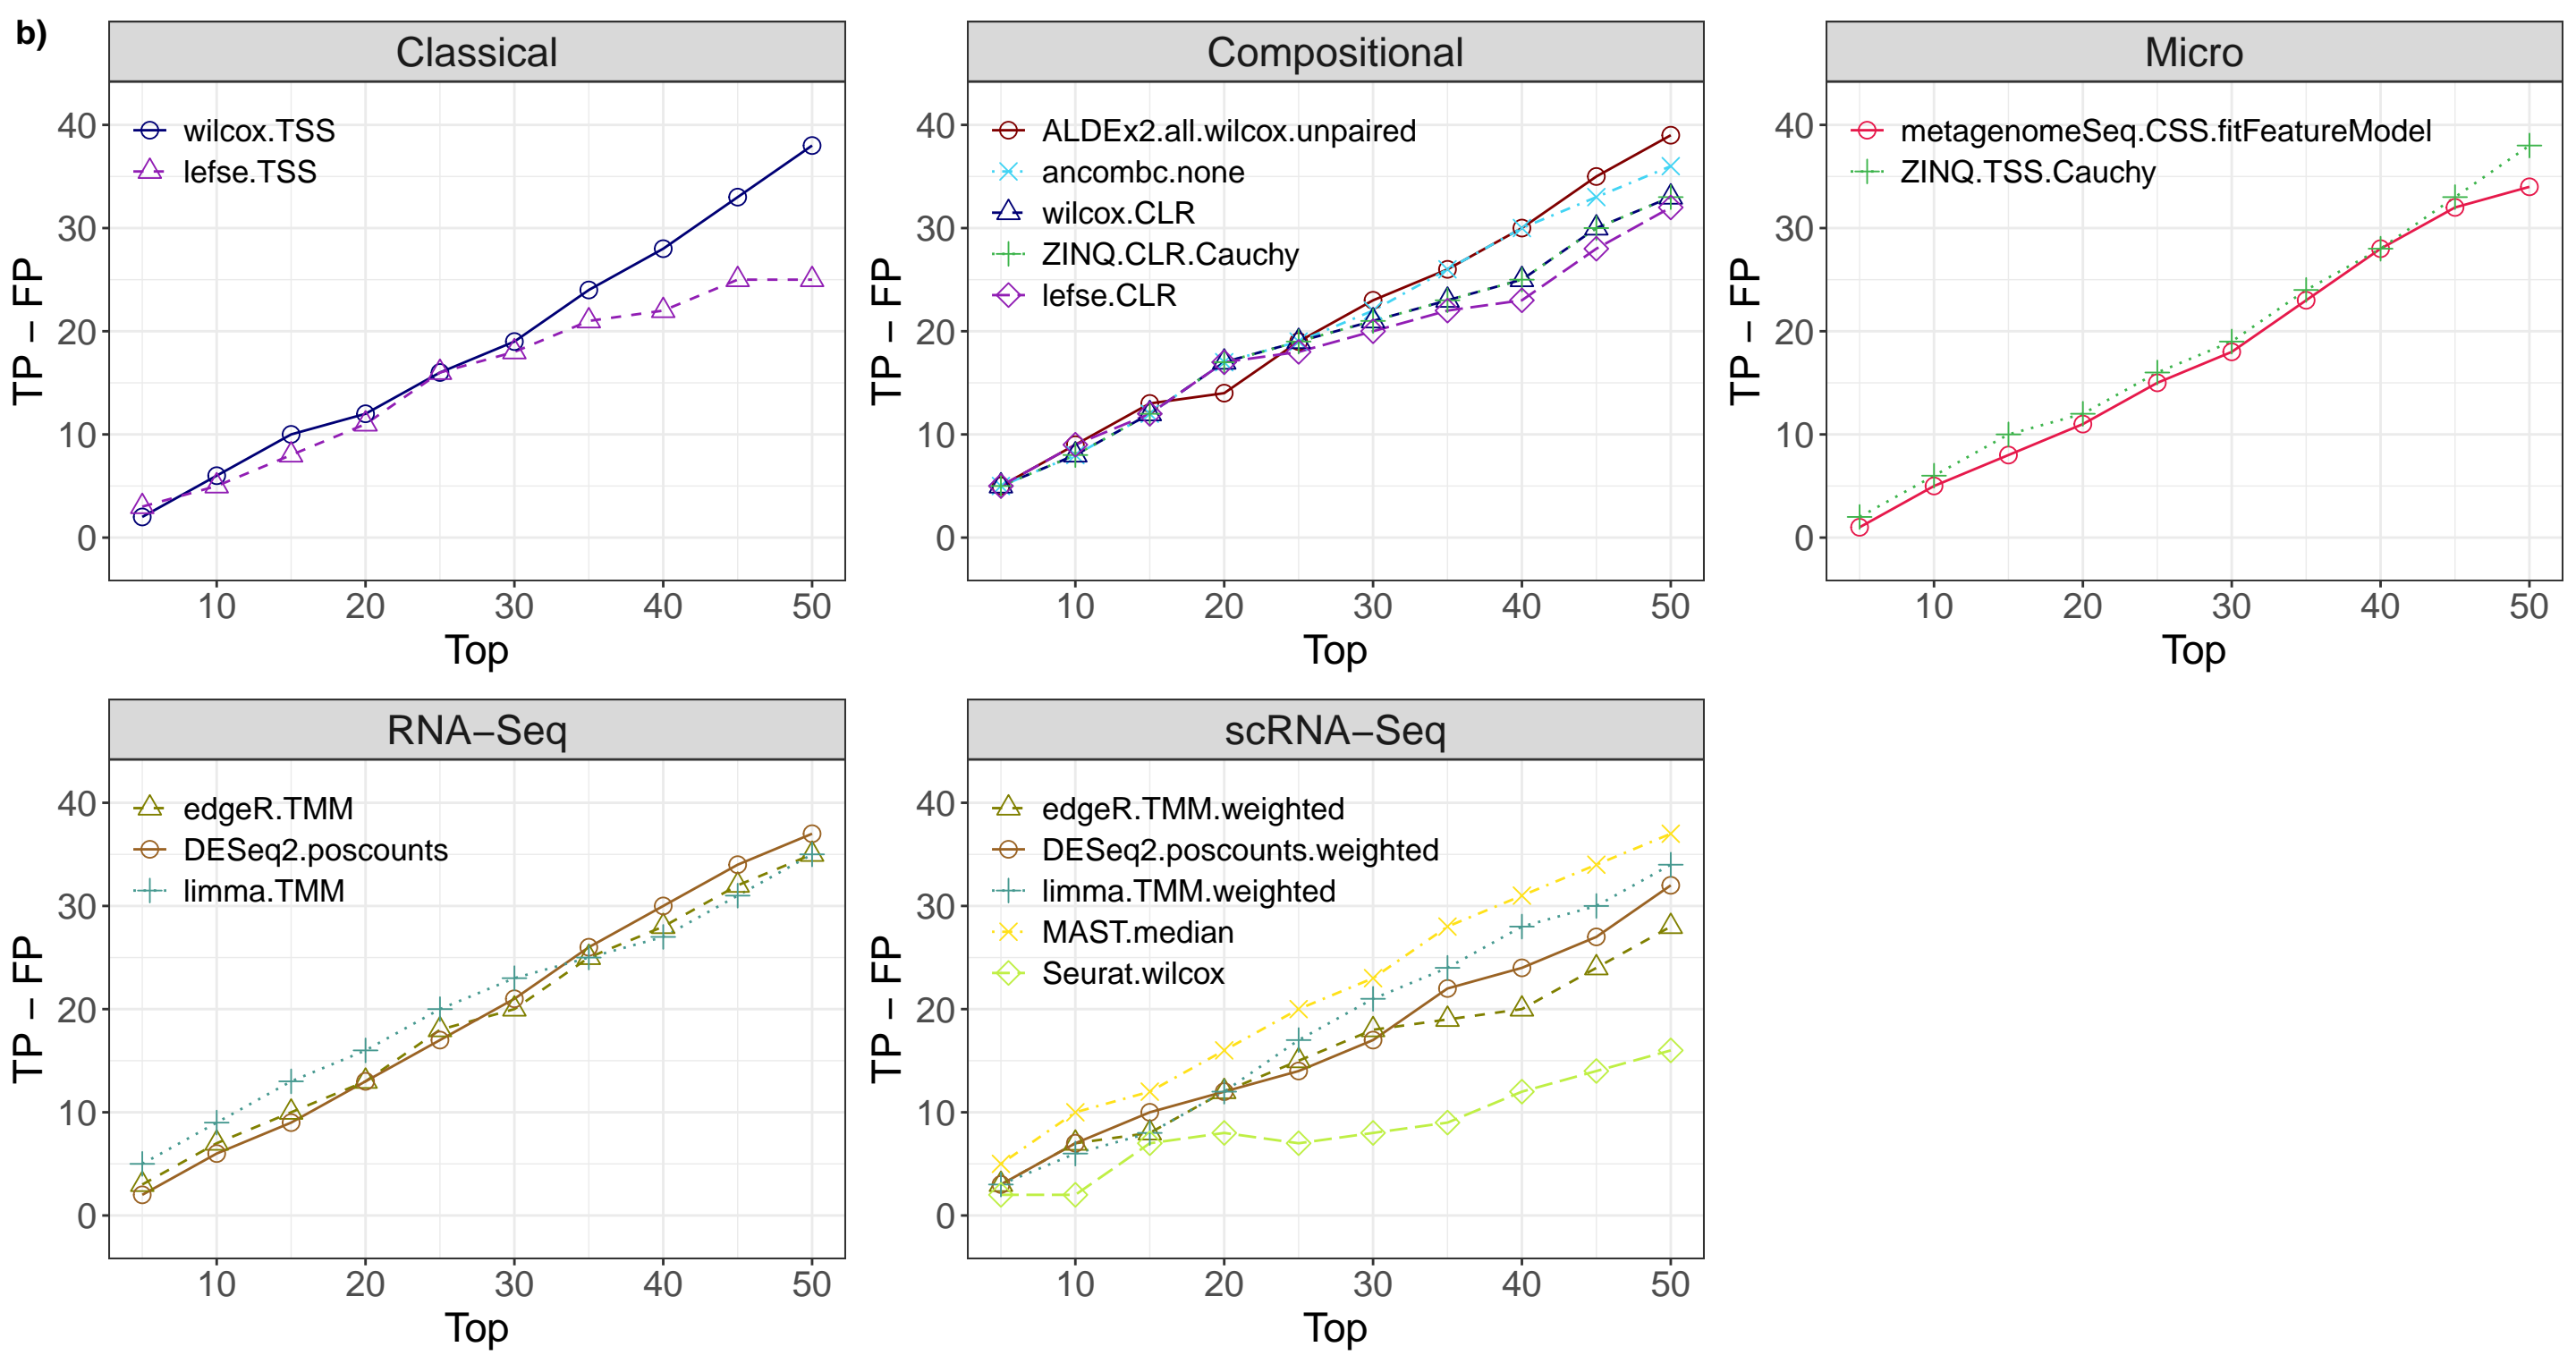 b)
Classical
wilcox.TSS
lefse.TSS
40
30
20
10
0
TP – FP
10 20 30 40 50
Top
Compositional
ALDEx2.all.wilcox.unpaired
ancombc.none
wilcox.CLR
ZINQ.CLR.Cauchy
lefse.CLR
40
30
20
10
0
TP – FP
10 20 30 40 50
Top
Micro
metagenomeSeq.CSS.fitFeatureModel
ZINQ.TSS.Cauchy
40
30
20
10
0
TP – FP
10 20 30 40 50
Top
RNA–Seq
edgeR.TMM
DESeq2.poscounts
limma.TMM
40
30
20
10
0
TP – FP
10 20 30 40 50
Top
scRNA–Seq
edgeR.TMM.weighted
DESeq2.poscounts.weighted
limma.TMM.weighted
MAST.median
Seurat.wilcox
40
30
20
10
0
TP – FP
10 20 30 40 50
Top